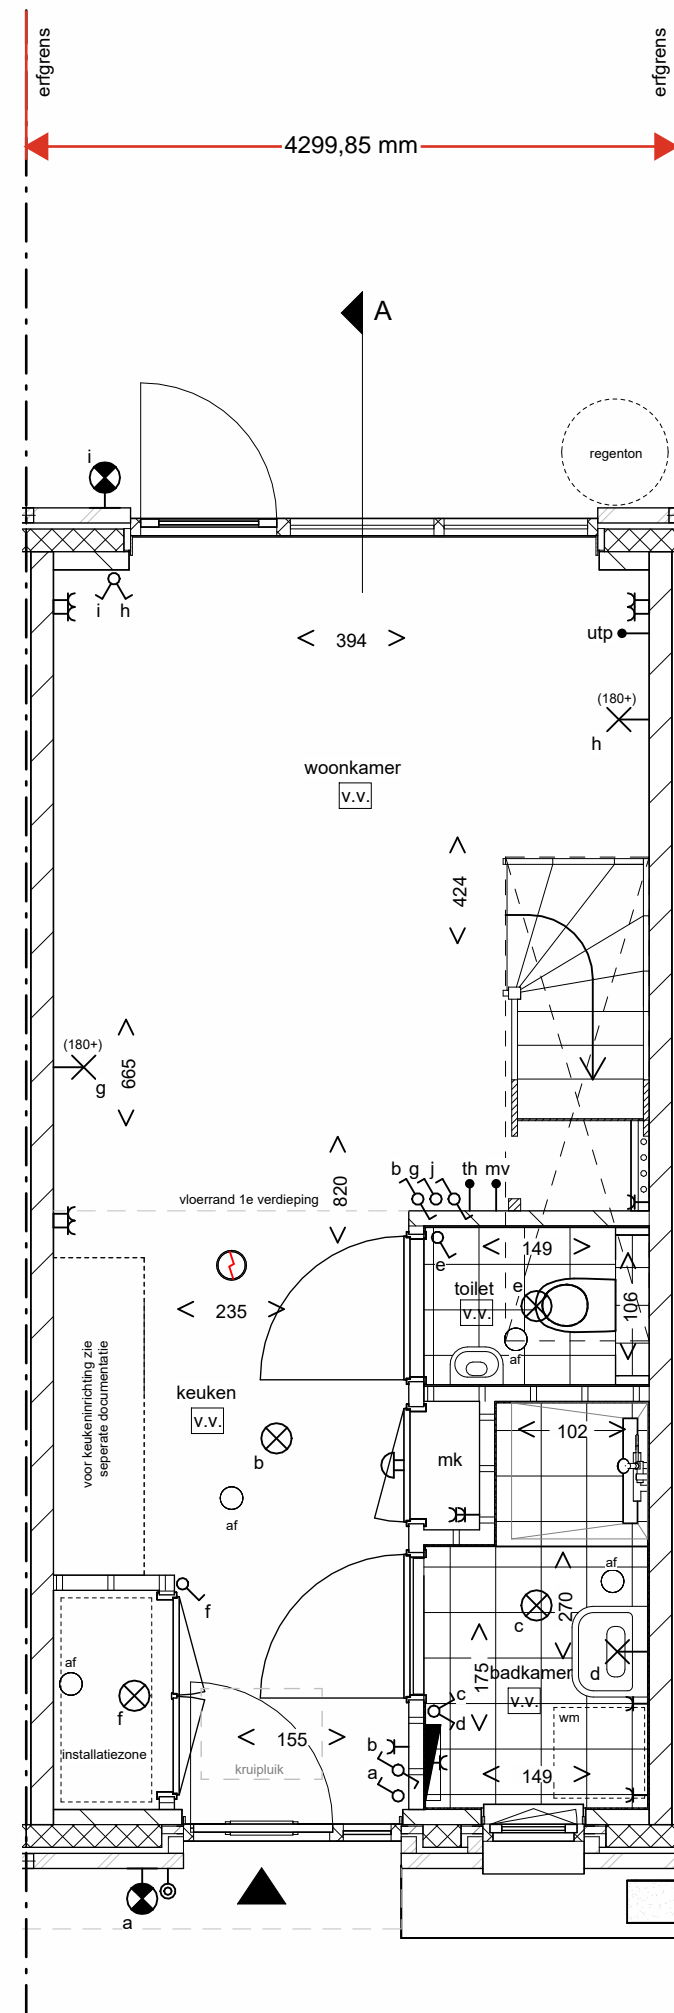 erfgrens
erfgrens
4299,85 mm
A
regenton
i
i h
utp
394
(180+)
h
woonkamer
v.v.
424
(180+)
g
665
820
b g j th mv
vloerrand 1e verdieping
e
149
toilet
e
v.v.
106
af
235
voor keukeninrichting zie
seperate documentatie
keuken
v.v.
b
af
mk
102
f
af
c
270
175
badkamer
d
v.v.
c
d
wm
149
af
f
installatiezone
155
kruipluik
b
a
a